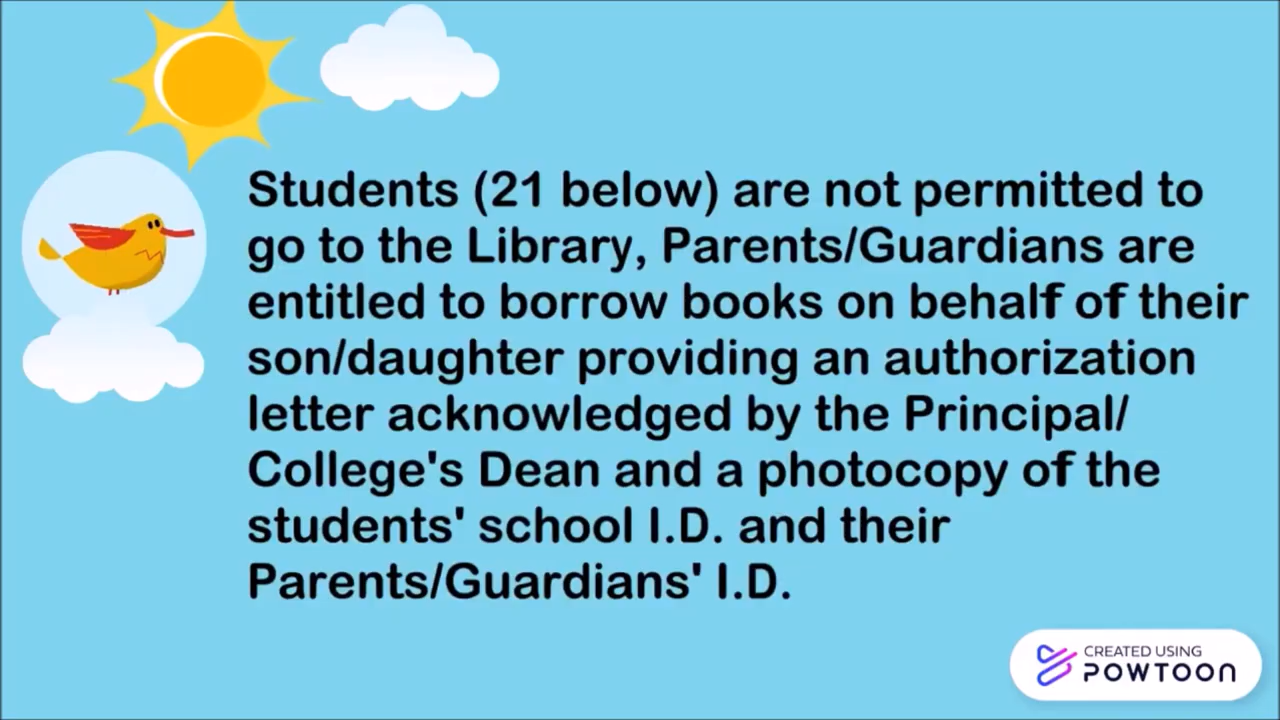 Students (21 below) are not permitted to
go to the Library, Parents/Guardians are
entitled to borrow books on behalf of their
son/daughter providing an authorization
letter acknowledged by the Principal/
College's Dean and a photocopy of the
students' school I.D. and their
Parents/Guardians' I.D.
CREATED USING
POWTOON